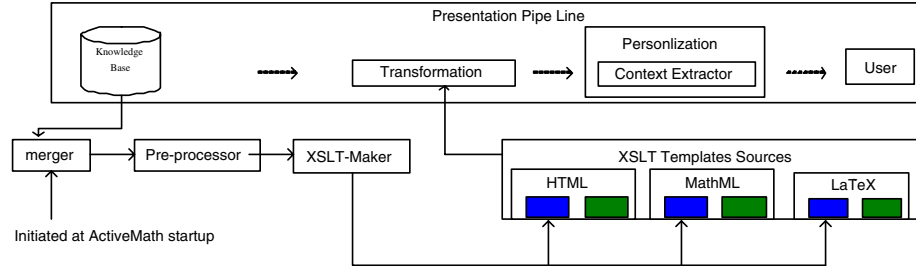 Presentation Pipe Line
Knowledge
Base
Transformation
Personlization
Context Extractor
User
merger
Pre-processor
XSLT-Maker
XSLT Templates Sources
HTML
MathML
LaTeX
Initiated at ActiveMath startup